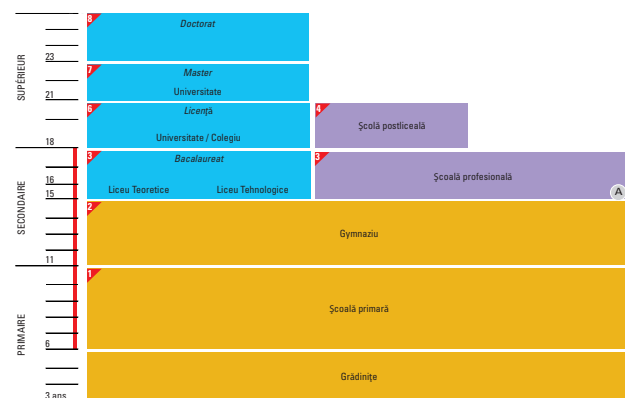 SUPÉRIEUR
SECONDAIRE
PRIMAIRE
23
21
18
16
15
11
6
3 ans
8
Doctorat
7
Master
Universitate
6
Licență
Universitate / Colegiu
4
Școlă postliceală
3
Bacalaureat
Liceu Teoretice
Liceu Tehnologice
3
Școală profesională
A
2
Gymnaziu
1
Școală primară
Grădinițe